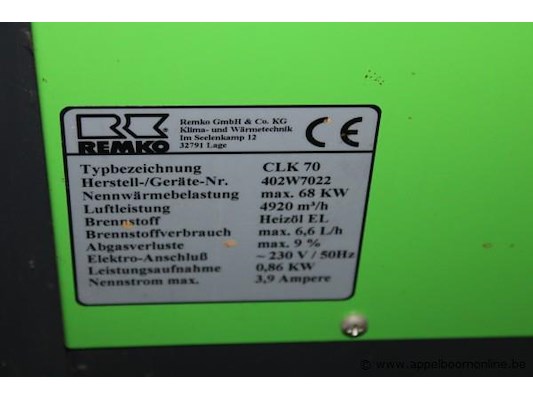 REMKO
Remko GmbH & Co. KG
Klima- und Wärmetechnik
Im Seelenkamp 12
32791 Lage
CE
Typbezeichnung CLK 70
Herstell-/Geräte-Nr. 402W7022
Nennwärmebelastung max. 68 KW
Luftleistung 4920 m³/h
Brennstoff Heizöl EL
Brennstoffverbrauch max. 6,6 L/h
Abgasverluste max. 9 %
Elektro-Anschluß ~ 230 V / 50Hz
Leistungsaufnahme 0,86 KW
Nennstrom max. 3,9 Ampere
© - www.appelboomonline.be